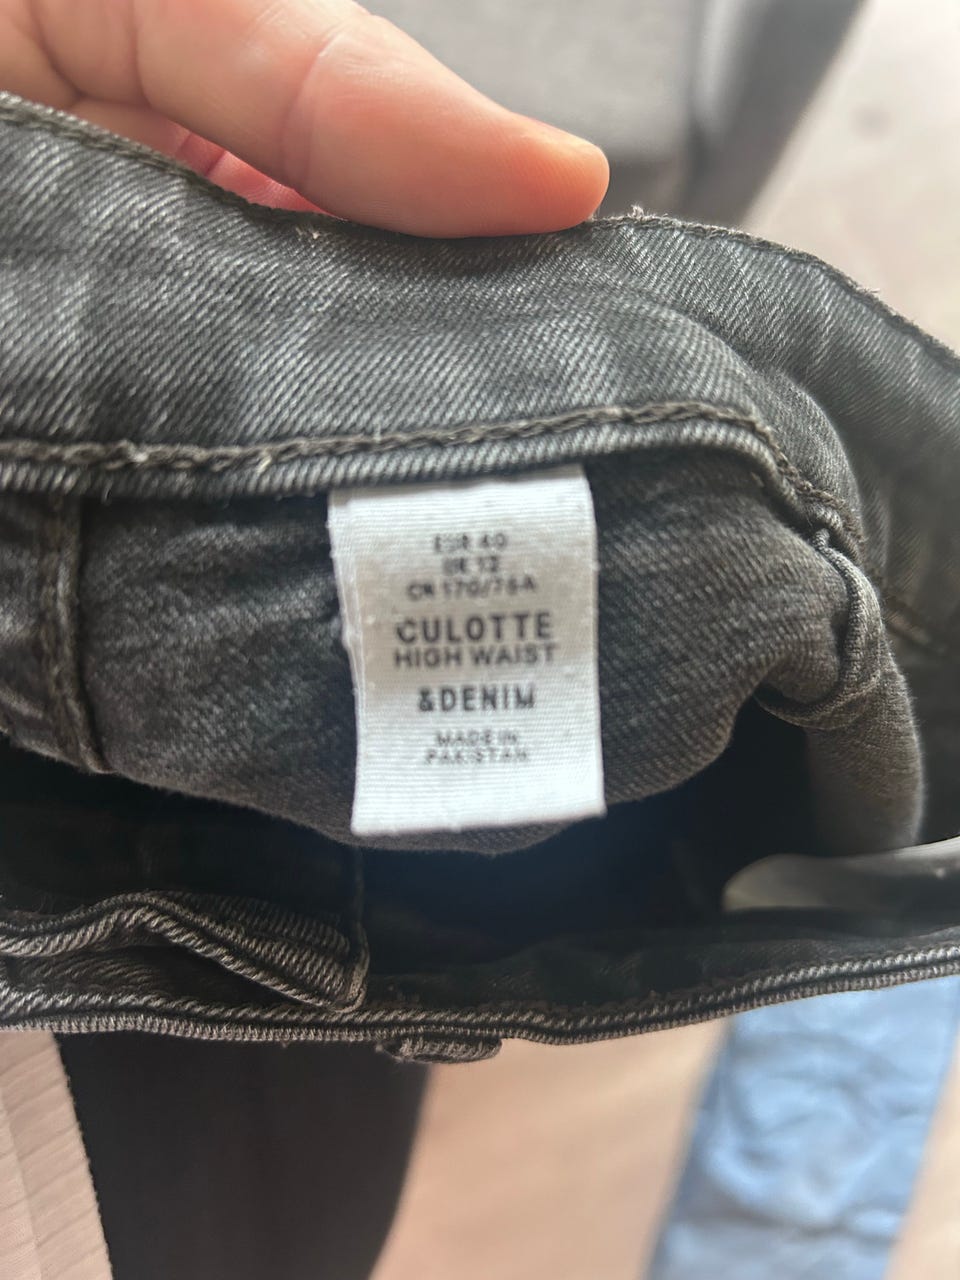 EUR 40
UK 12
CN 170/76A
CULOTTE
HIGH WAIST
&DENIM
MADE IN
PAKISTAN